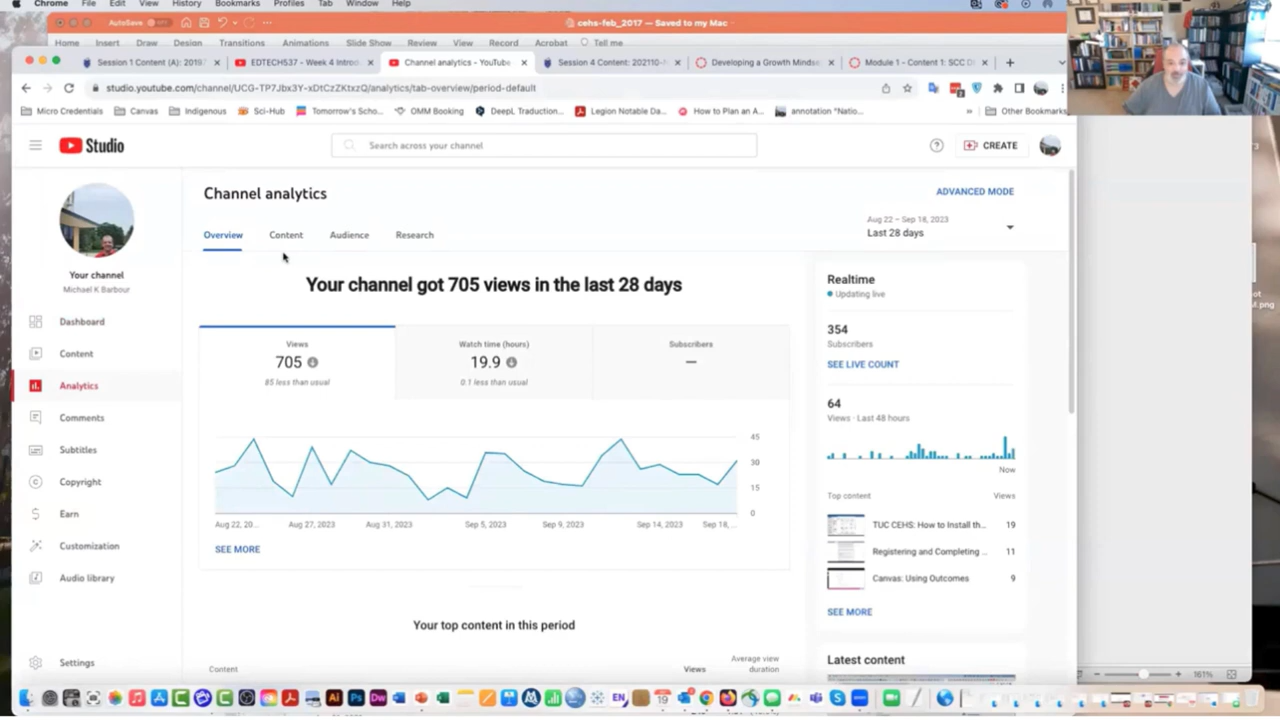 Chrome File Edit View History Bookmarks Profiles Tab Window Help
AutoSave cehs-feb_2017 — Saved to my Mac
Home Insert Draw Design Transitions Animations Slide Show Review View Record Acrobat Tell me
Session 1 Content (A): 20197 EDTECH537 - Week 4 Introd Channel analytics - YouTube Session 4 Content: 202110-M Developing a Growth Mindse Module 1 - Content 1: SCC D
studio.youtube.com/channel/UCG-TP7Jbx3Y-xDtCzZKtxzQ/analytics/tab-overview/period-default
Micro Credentials Canvas Indigenous Sci-Hub Tomorrow's Scho... OMM Booking DeepL Traduction... Legion Notable Da... How to Plan an A... annotation "Natio... » Other Bookmarks
Studio
Search across your channel
CREATE
Your channel
Michael K Barbour
Dashboard
Content
Analytics
Comments
Subtitles
Copyright
Earn
Customization
Audio library
Settings
Channel analytics
ADVANCED MODE
Overview Content Audience Research
Aug 22 – Sep 18, 2023
Last 28 days
Your channel got 705 views in the last 28 days
Views
705
85 less than usual
Watch time (hours)
19.9
0.1 less than usual
Subscribers
—
45
30
15
0
Aug 22, 20... Aug 27, 2023 Aug 31, 2023 Sep 5, 2023 Sep 9, 2023 Sep 14, 2023 Sep 18,...
SEE MORE
Your top content in this period
Content Views Average view
duration
Realtime
Updating live
354
Subscribers
SEE LIVE COUNT
64
Views · Last 48 hours
Now
Top content Views
TUC CEHS: How to Install th... 19
Registering and Completing ... 11
Canvas: Using Outcomes 9
SEE MORE
Latest content
161%